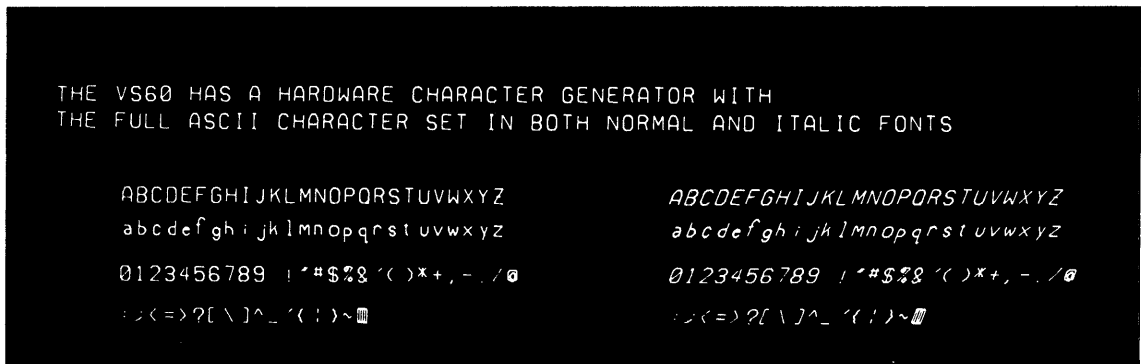 THE VS60 HAS A HARDWARE CHARACTER GENERATOR WITH
THE FULL ASCII CHARACTER SET IN BOTH NORMAL AND ITALIC FONTS
ABCDEFGHIJKLMNOPQRSTUVWXYZ ABCDEFGHIJKLMNOPQRSTUVWXYZ
abcdefghijklmnopqrstuvwxyz abcdefghijklmnopqrstuvwxyz
0123456789 !"#$%&'()*+,-./@ 0123456789 !"#$%&'()*+,-./@
:;<=>?[\]^_`{|}~ :;<=>?[\]^_`{|}~